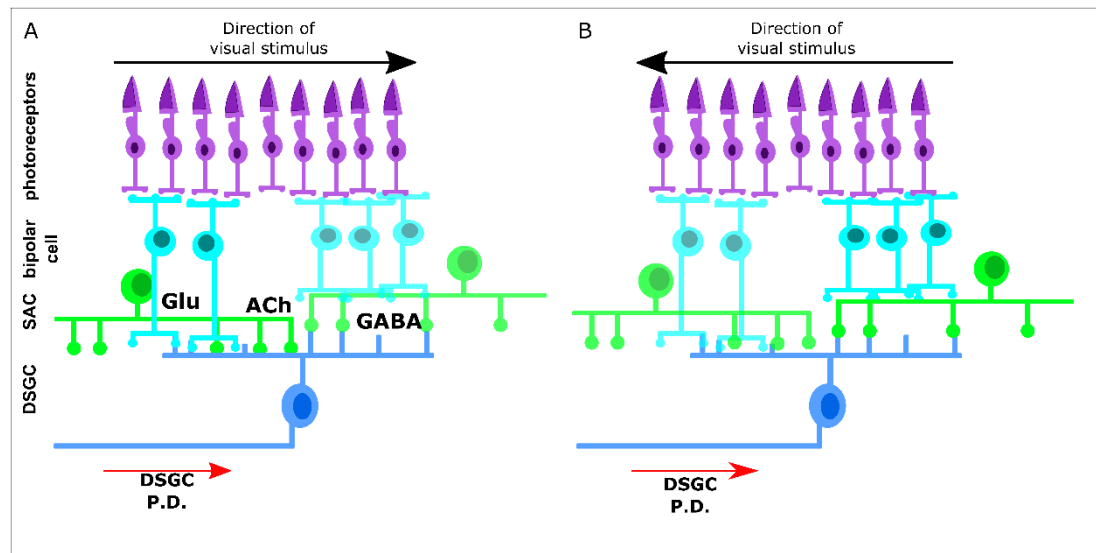 A
Direction of
visual stimulus
B
Direction of
visual stimulus
photoreceptors
bipolar
cell
SAC
DSGC
Glu
ACh
GABA
DSGC
P.D.
DSGC
P.D.